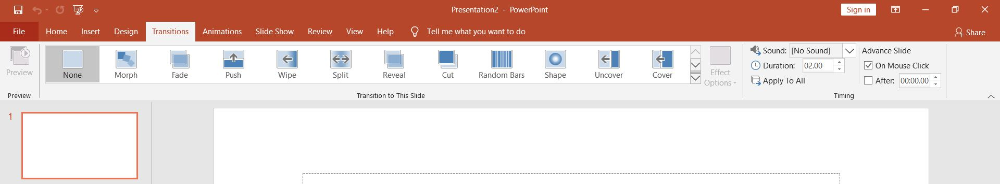 Presentation2 - PowerPoint
Sign in
File Home Insert Design Transitions Animations Slide Show Review View Help Tell me what you want to do Share
Preview
None Morph Fade Push Wipe Split Reveal Cut Random Bars Shape Uncover Cover
Effect
Options
Sound: [No Sound]
Duration: 02.00
Apply To All
Advance Slide
On Mouse Click
After: 00:00.00
Preview Transition to This Slide Timing
1